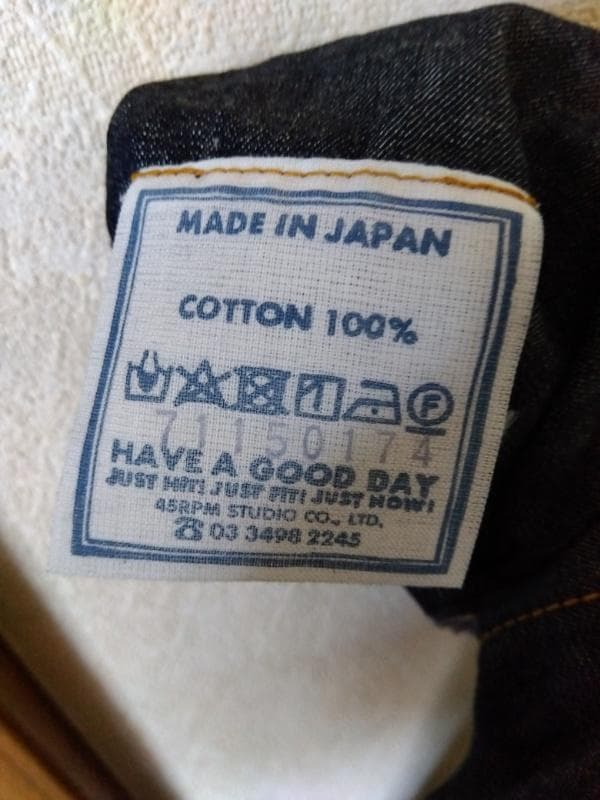 MADE IN JAPAN
COTTON 100%
F
71150174
HAVE A GOOD DAY
JUST HIT! JUST FIT! JUST NOW!
45RPM STUDIO CO., LTD.
☎ 03 3498 2245